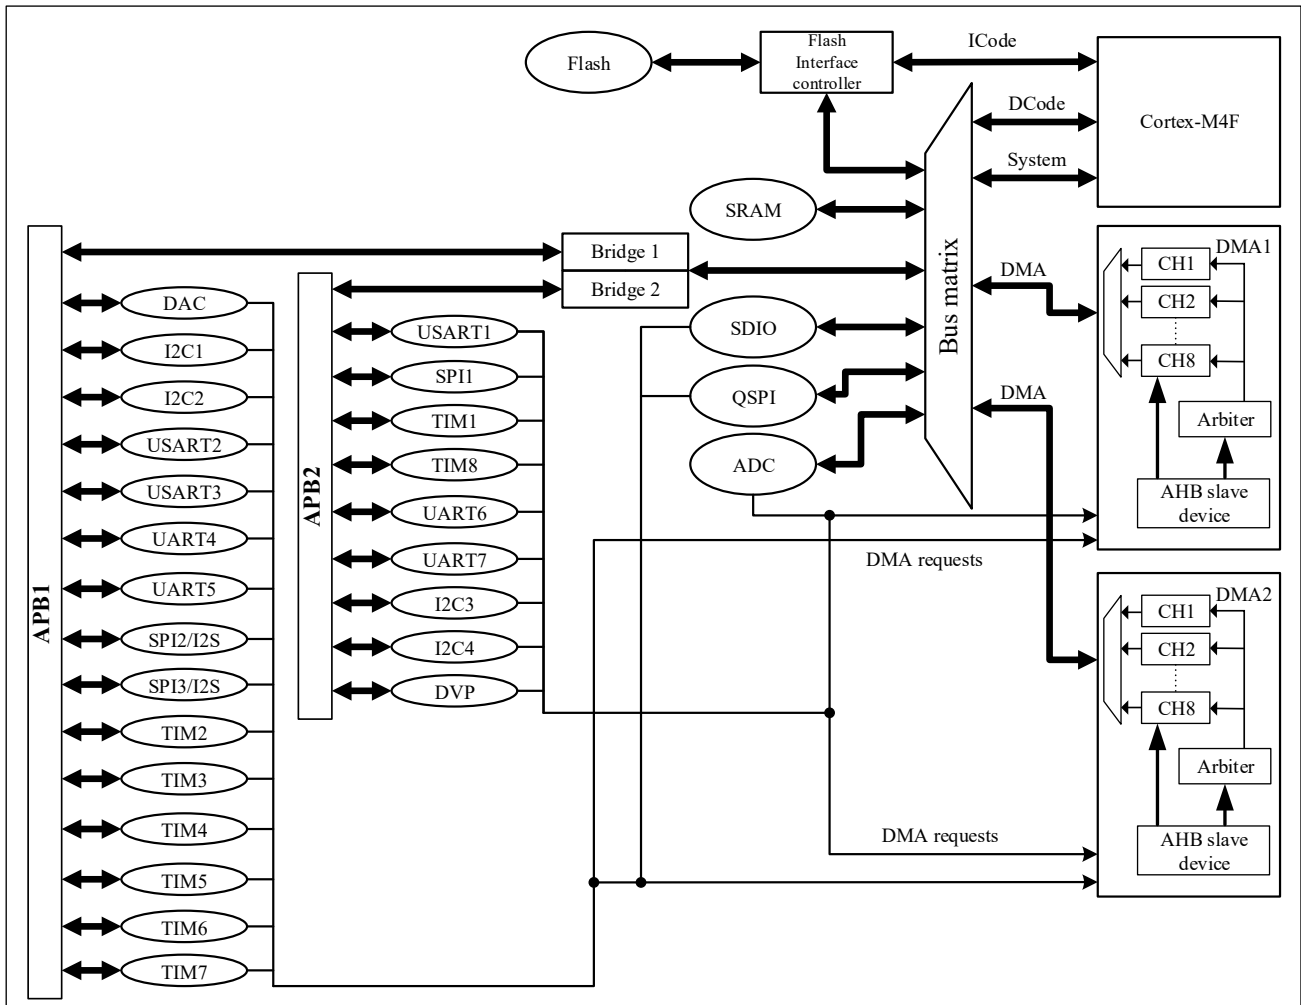 Flash
Flash
Interface
controller
ICode
Cortex-M4F
DCode
System
SRAM
Bus matrix
Bridge 1
Bridge 2
DMA
DMA
SDIO
QSPI
ADC
DMA1
CH1
CH2
CH8
Arbiter
AHB slave
device
DMA requests
DMA2
CH1
CH2
CH8
Arbiter
AHB slave
device
DMA requests
APB1
DAC
I2C1
I2C2
USART2
USART3
UART4
UART5
SPI2/I2S
SPI3/I2S
TIM2
TIM3
TIM4
TIM5
TIM6
TIM7
APB2
USART1
SPI1
TIM1
TIM8
UART6
UART7
I2C3
I2C4
DVP